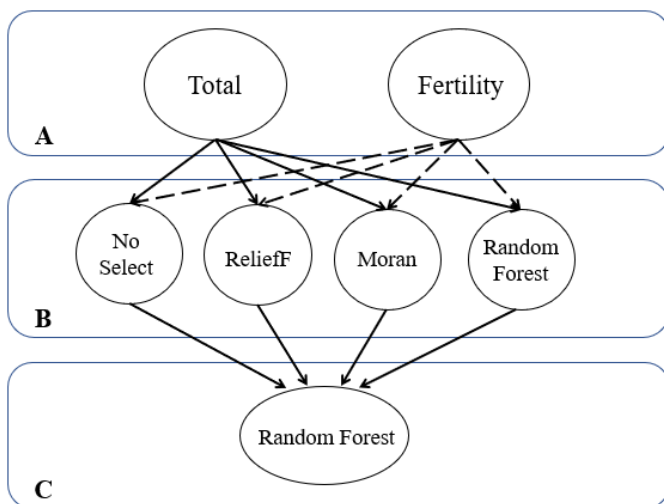 Total
Fertility
A
No
Select
ReliefF
Moran
Random
Forest
B
Random Forest
C